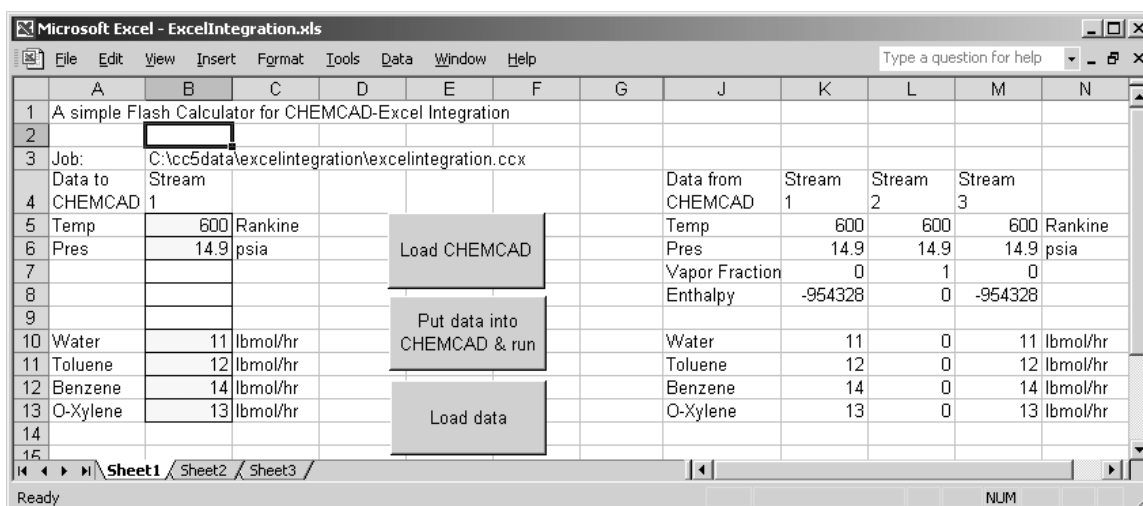 Microsoft Excel - ExcelIntegration.xls
File Edit View Insert Format Tools Data Window Help Type a question for help
A B C D E F G J K L M N
1 A simple Flash Calculator for CHEMCAD-Excel Integration
2
3 Job: C:\cc5data\excelintegration\excelintegration.ccx
Data to Stream Data from Stream Stream Stream
4 CHEMCAD 1 CHEMCAD 1 2 3
5 Temp 600 Rankine Temp 600 600 600 Rankine
6 Pres 14.9 psia Load CHEMCAD Pres 14.9 14.9 14.9 psia
7 Vapor Fraction 0 1 0
8 Enthalpy -954328 0 -954328
9 Put data into
10 Water 11 lbmol/hr CHEMCAD & run Water 11 0 11 lbmol/hr
11 Toluene 12 lbmol/hr Toluene 12 0 12 lbmol/hr
12 Benzene 14 lbmol/hr Benzene 14 0 14 lbmol/hr
13 O-Xylene 13 lbmol/hr Load data O-Xylene 13 0 13 lbmol/hr
14
15
Sheet1 Sheet2 Sheet3
Ready NUM